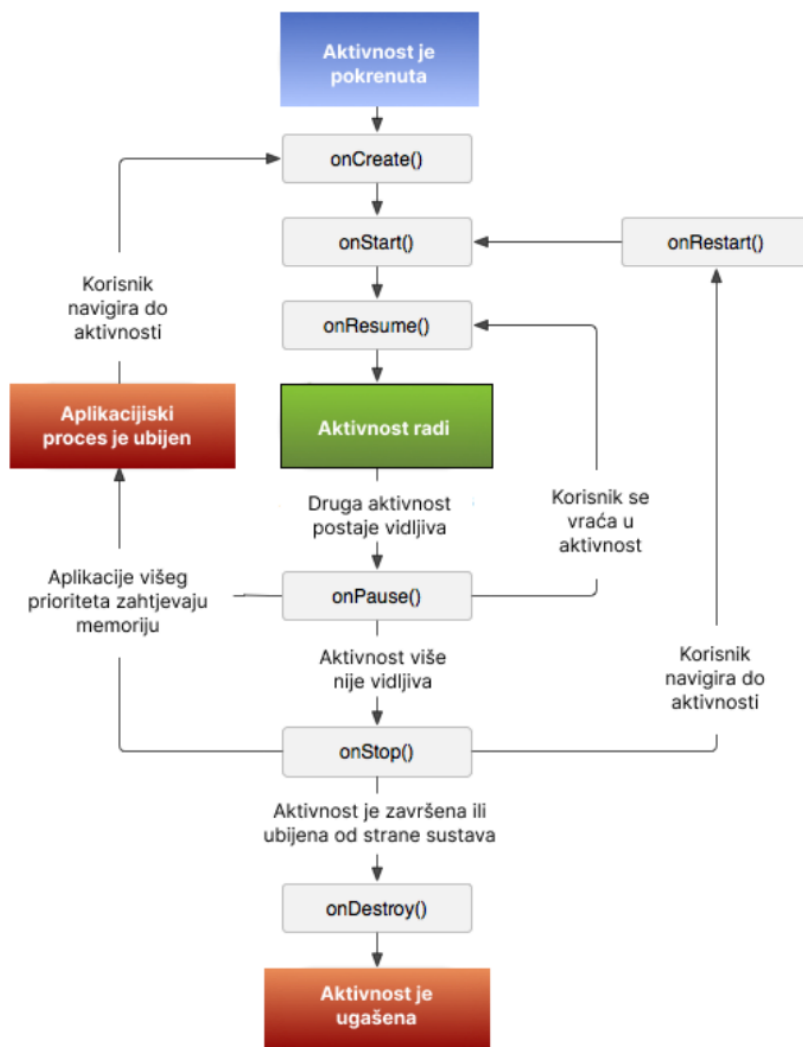 Aktivnost je
pokrenuta
onCreate()
onStart()
onRestart()
Korisnik
navigira do
aktivnosti
onResume()
Aplikacijiski
proces je ubijen
Aktivnost radi
Druga aktivnost
postaje vidljiva
Korisnik se
vraća u
aktivnost
Aplikacije višeg
prioriteta zahtjevaju
memoriju
onPause()
Aktivnost više
nije vidljiva
Korisnik
navigira do
aktivnosti
onStop()
Aktivnost je završena ili
ubijena od strane sustava
onDestroy()
Aktivnost je
ugašena